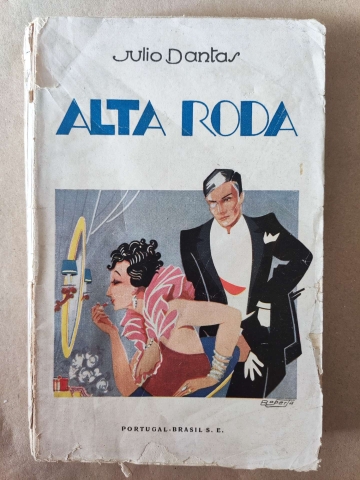 Julio Dantas
ALTA RODA
PORTUGAL-BRASIL S. E.